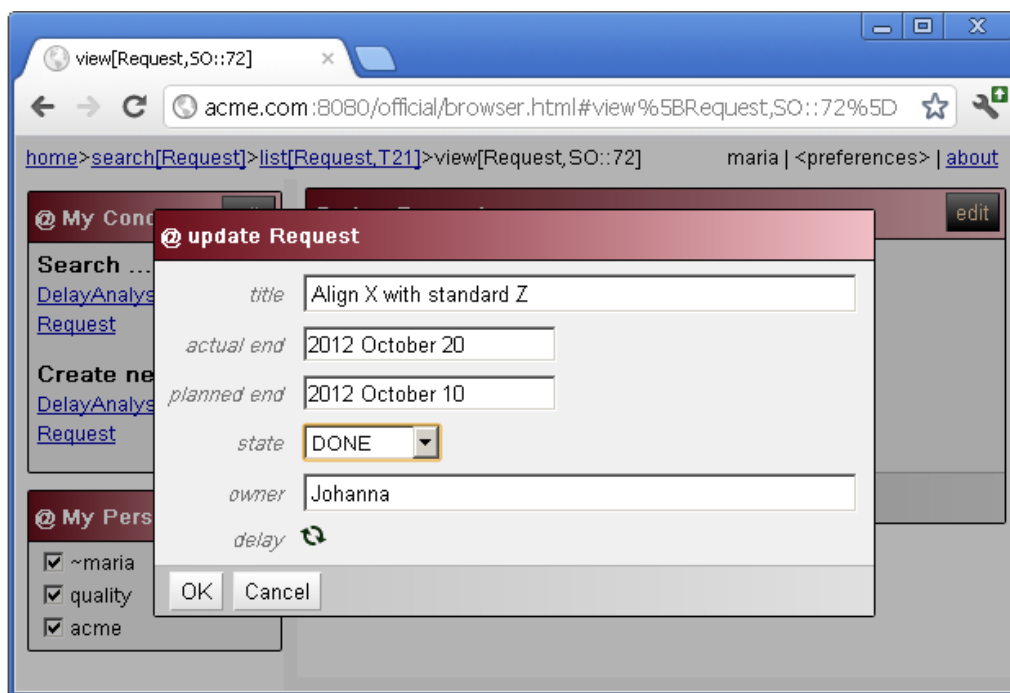 view[Request,SO::72]
acme.com:8080/official/browser.html#view%5BRequest,SO::72%5D
home>search[Request]>list[Request,T21]>view[Request,SO::72] maria | <preferences> | about
@ My Cond
edit
@ update Request
Search ...
DelayAnalys
Request
title Align X with standard Z
actual end 2012 October 20
Create ne
planned end 2012 October 10
DelayAnalys
Request
state DONE
owner Johanna
@ My Pers
delay
~maria
quality
acme
OK Cancel